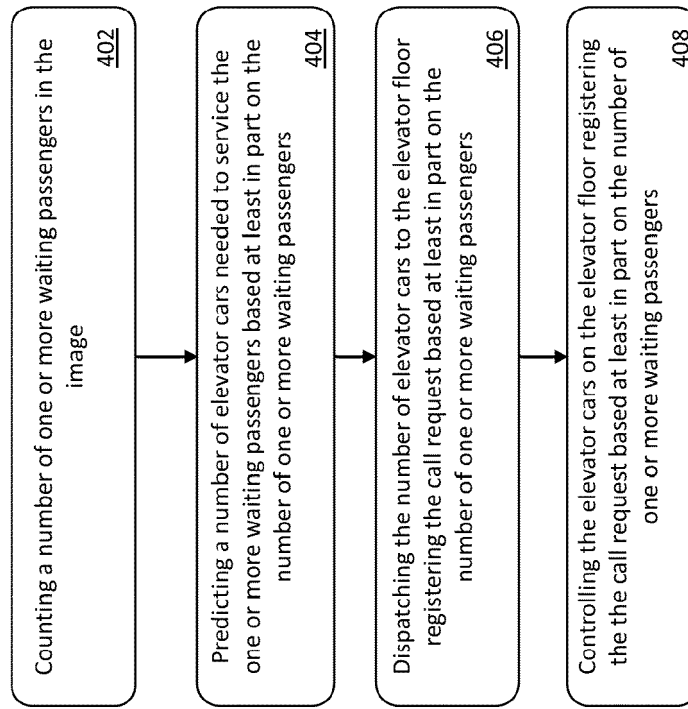 Counting a number of one or more waiting passengers in the
image
402
Predicting a number of elevator cars needed to service the
one or more waiting passengers based at least in part on the
number of one or more waiting passengers
404
Dispatching the number of elevator cars to the elevator floor
registering the call request based at least in part on the
number of one or more waiting passengers
406
Controlling the elevator cars on the elevator floor registering
the the call request based at least in part on the number of
one or more waiting passengers
408